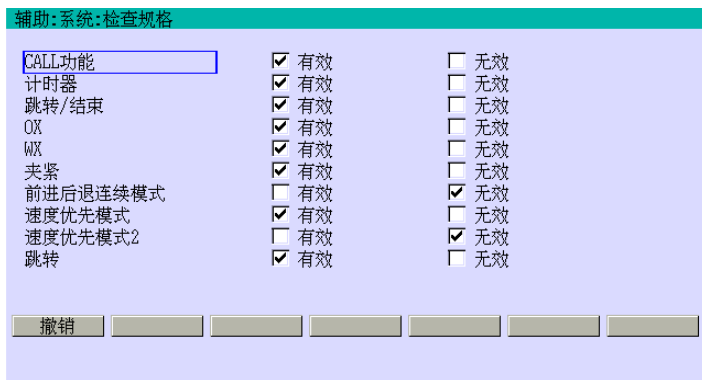 辅助:系统:检查规格
CALL功能 有效 无效
计时器 有效 无效
跳转/结束 有效 无效
OX 有效 无效
WX 有效 无效
夹紧 有效 无效
前进后退连续模式 有效 无效
速度优先模式 有效 无效
速度优先模式2 有效 无效
跳转 有效 无效
撤销